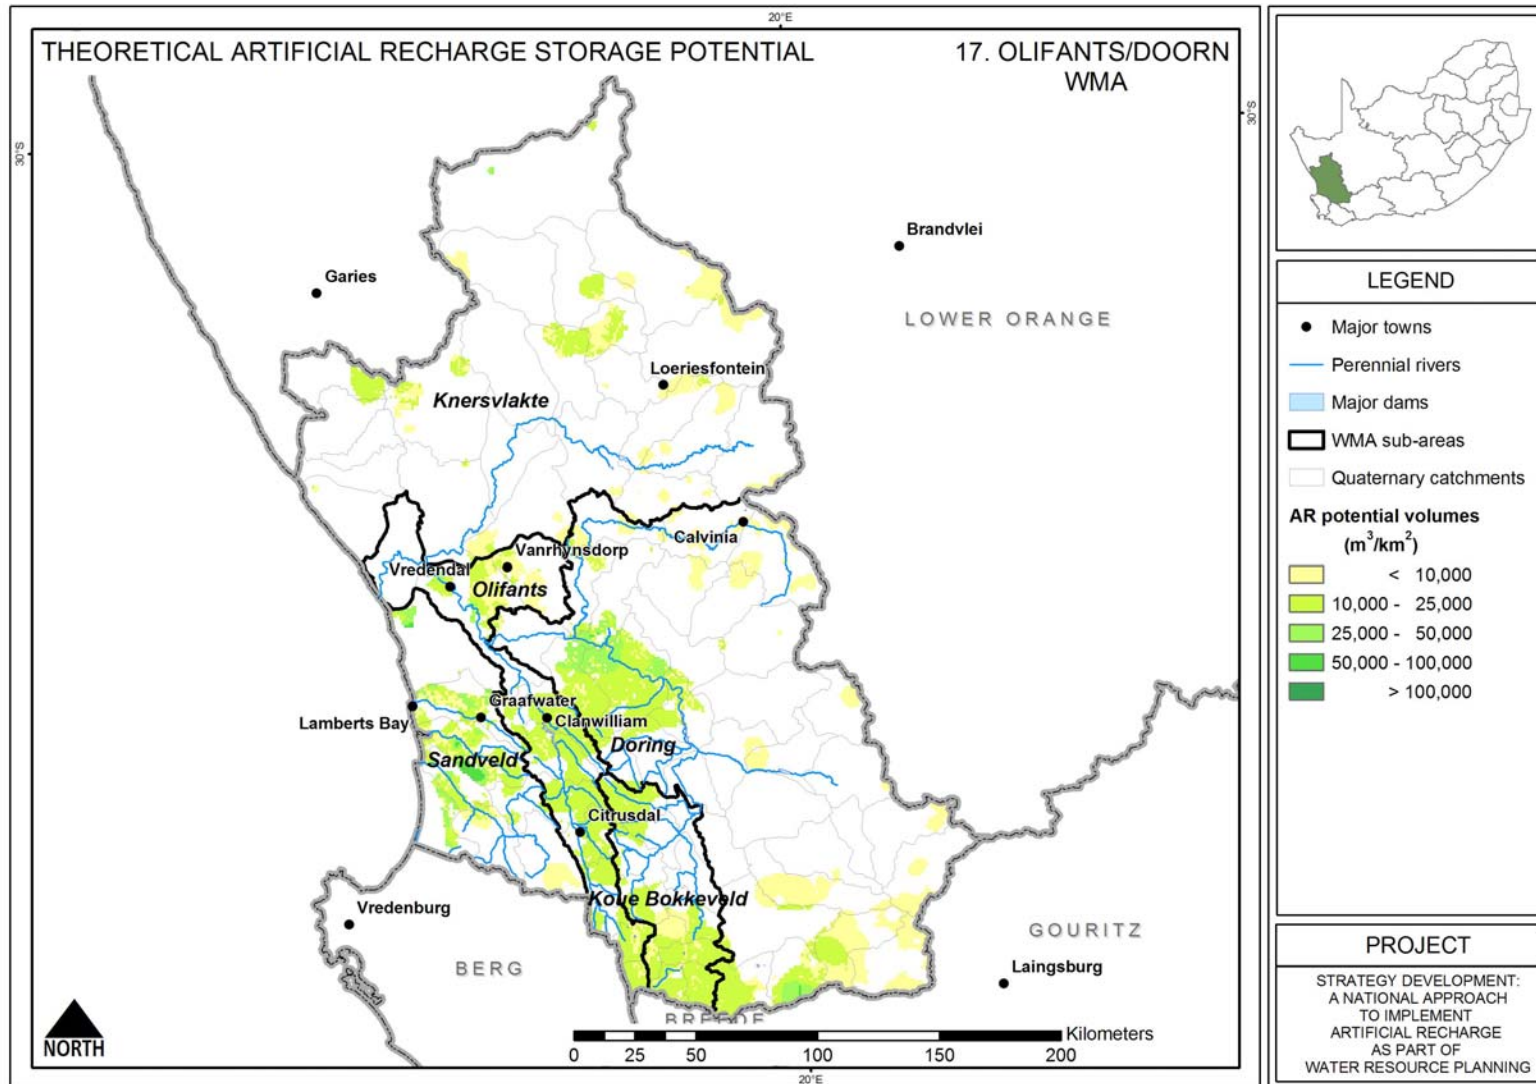 20°E
THEORETICAL ARTIFICIAL RECHARGE STORAGE POTENTIAL
17. OLIFANTS/DOORN
WMA
30°S
30°S
Brandvlei
Garies
LOWER ORANGE
Loeriesfontein
Knersvlakte
Calvinia
Vanrhynsdorp
Vredendal
Olifants
Graafwater
Lamberts Bay
Clanwilliam
Doring
Sandveld
Citrusdal
Koue Bokkeveld
Vredenburg
GOURITZ
BERG
Laingsburg
BREEDE
NORTH
Kilometers
0 25 50 100 150 200
20°E
LEGEND
Major towns
Perennial rivers
Major dams
WMA sub-areas
Quaternary catchments
AR potential volumes
(m³/km²)
< 10,000
10,000 - 25,000
25,000 - 50,000
50,000 - 100,000
> 100,000
PROJECT
STRATEGY DEVELOPMENT:
A NATIONAL APPROACH
TO IMPLEMENT
ARTIFICIAL RECHARGE
AS PART OF
WATER RESOURCE PLANNING